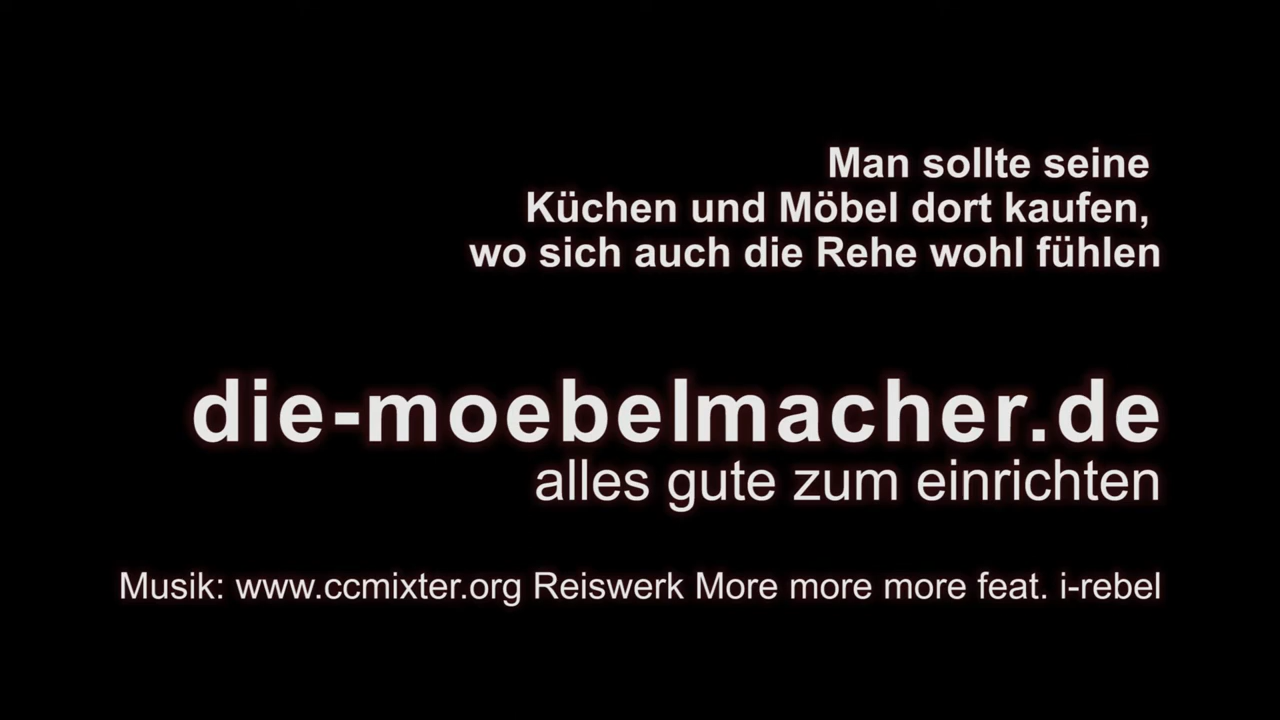 Man sollte seine
Küchen und Möbel dort kaufen,
wo sich auch die Rehe wohl fühlen
die-moebelmacher.de
alles gute zum einrichten
Musik: www.ccmixter.org Reiswerk More more more feat. i-rebel